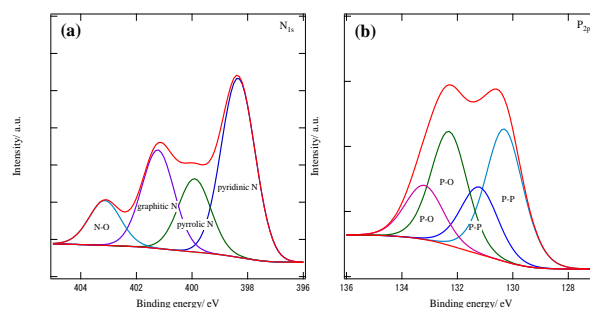 (a)
N1s
Intensity/ a.u.
pyridinic N
graphitic N
pyrrolic N
N-O
404 402 400 398 396
Binding energy/ eV
(b)
P2p
Intensity/ a.u.
P-O
P-P
P-O
P-P
136 134 132 130 128
Binding energy/ eV